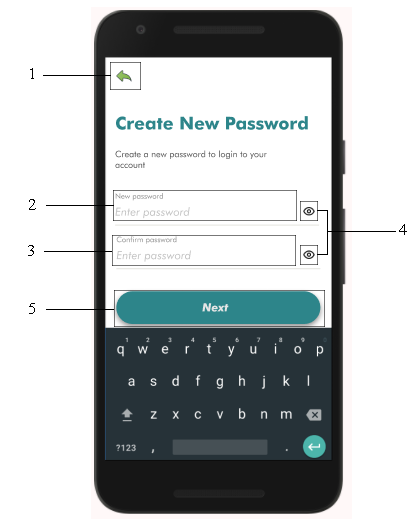 1
Create New Password
Create a new password to login to your
account
2
New password
Enter password
3
Confirm password
Enter password
4
5
Next
1 2 3 4 5 6 7 8 9 0
q w e r t y u i o p
a s d f g h j k l
z x c v b n m
?123 , .